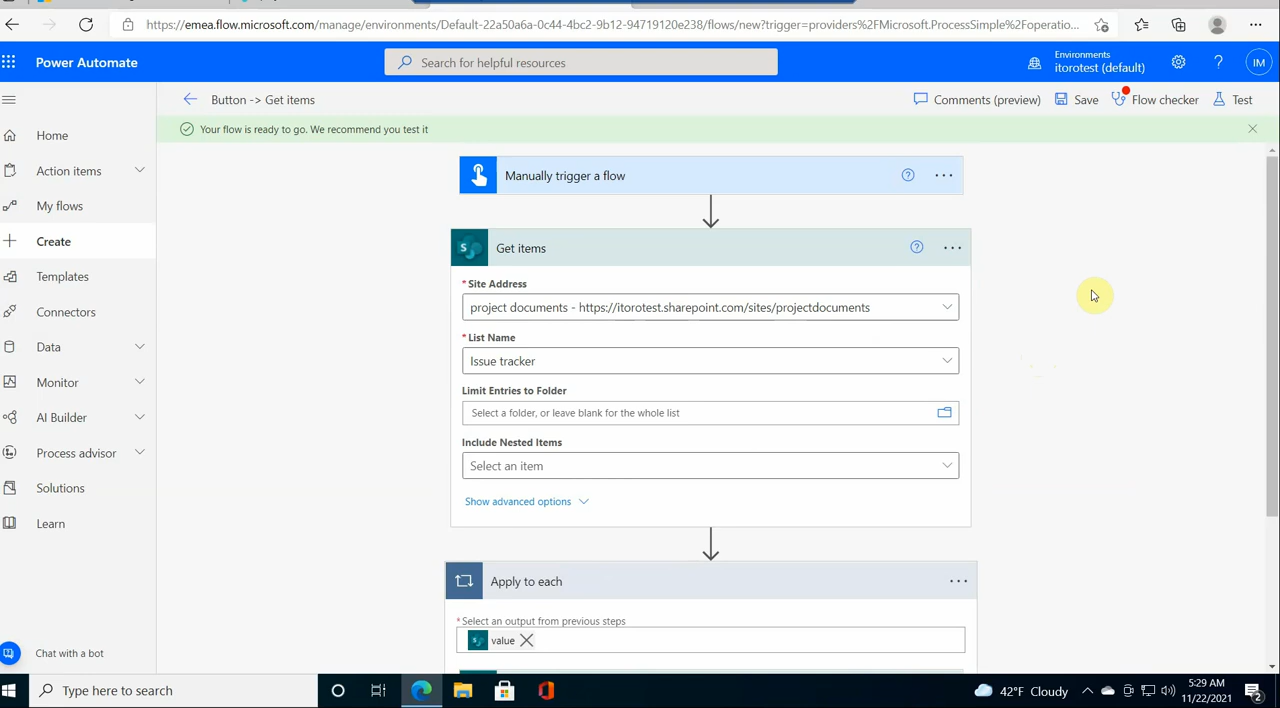 https://emea.flow.microsoft.com/manage/environments/Default-22a50a6a-0c44-4bc2-9b12-94719120e238/flows/new?trigger=providers%2FMicrosoft.ProcessSimple%2Foperatio...
Power Automate
Search for helpful resources
Environments
itorotest (default)
IM
Button -> Get items
Comments (preview)
Save
Flow checker
Test
Your flow is ready to go. We recommend you test it
Home
Action items
My flows
Create
Templates
Connectors
Data
Monitor
AI Builder
Process advisor
Solutions
Learn
Chat with a bot
Manually trigger a flow
Get items
* Site Address
project documents - https://itorotest.sharepoint.com/sites/projectdocuments
* List Name
Issue tracker
Limit Entries to Folder
Select a folder, or leave blank for the whole list
Include Nested Items
Select an item
Show advanced options
Apply to each
* Select an output from previous steps
value
Type here to search
42°F Cloudy
5:29 AM
11/22/2021
2